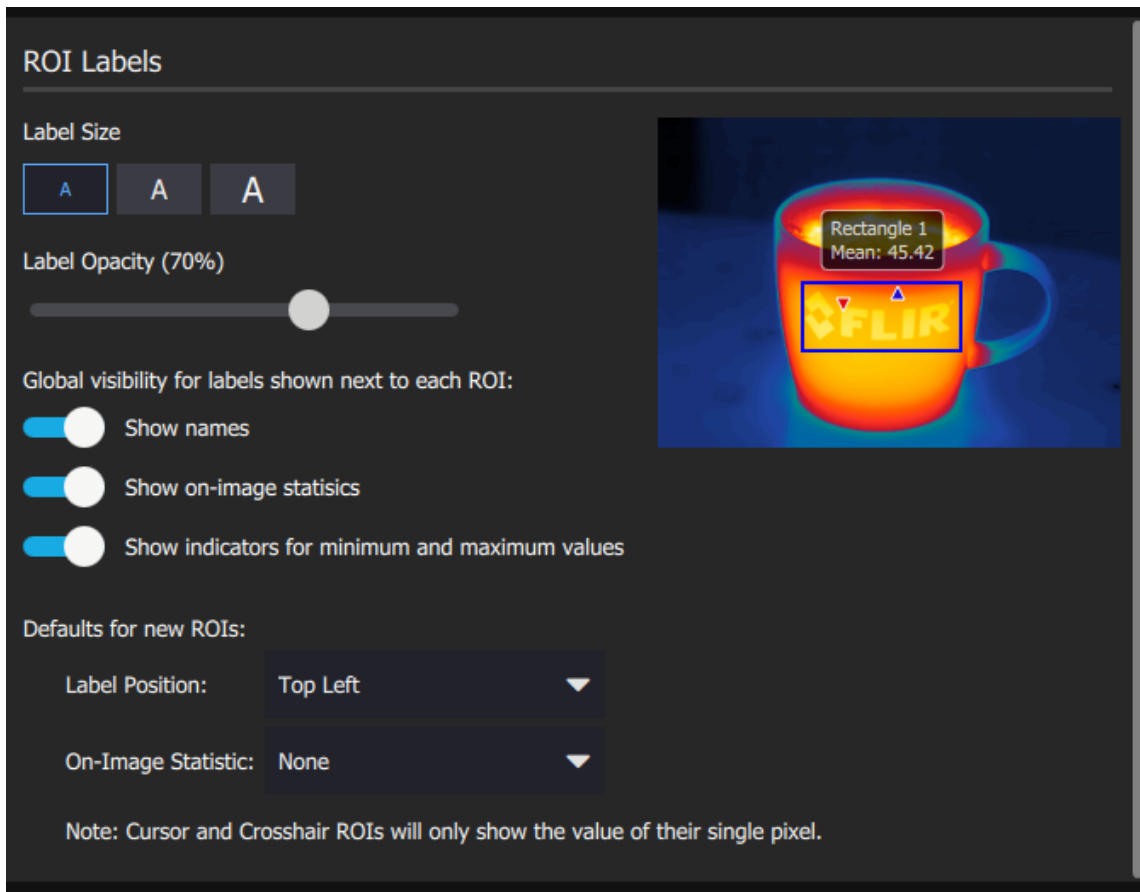 ROI Labels
Label Size
A A A
Rectangle 1
Mean: 45.42
FLIR
Label Opacity (70%)
Global visibility for labels shown next to each ROI:
Show names
Show on-image statisics
Show indicators for minimum and maximum values
Defaults for new ROIs:
Label Position: Top Left
On-Image Statistic: None
Note: Cursor and Crosshair ROIs will only show the value of their single pixel.